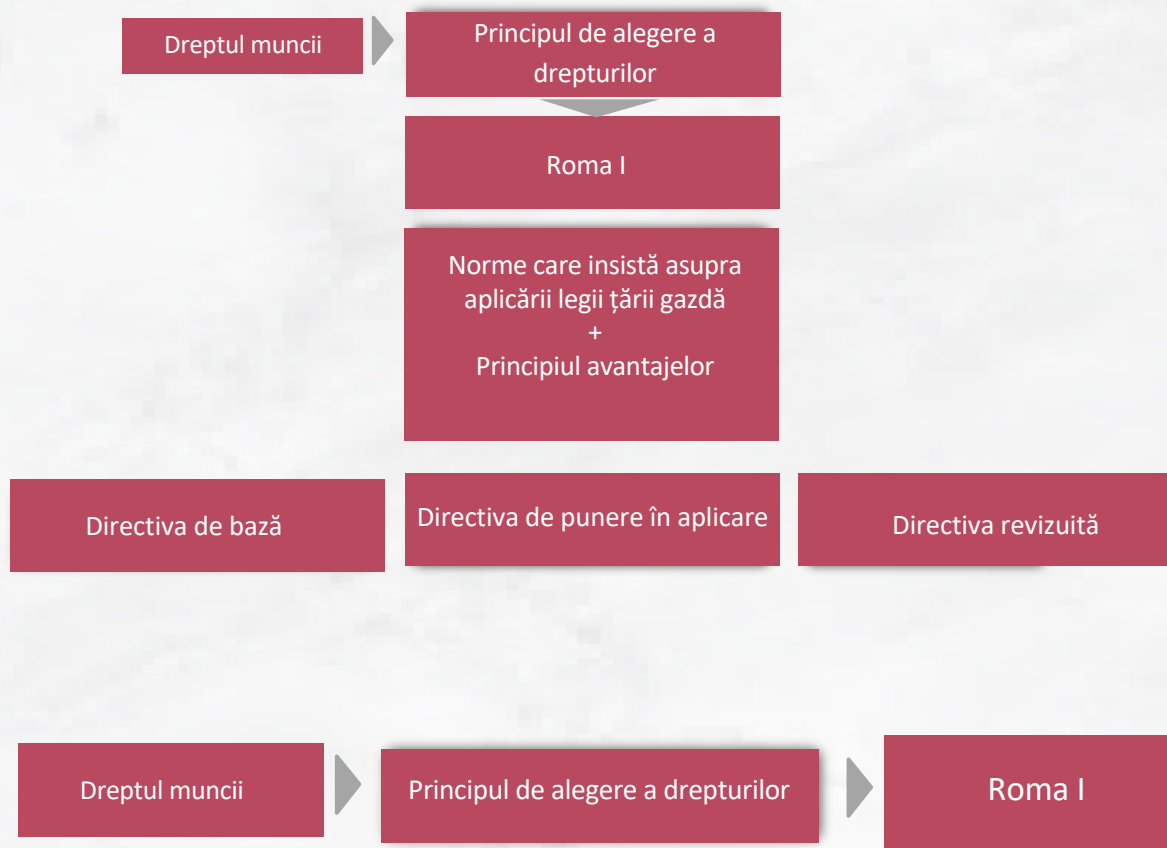 Dreptul muncii
Principul de alegere a
drepturilor
Roma I
Norme care insistă asupra
aplicării legii țării gazdă
+
Principiul avantajelor
Directiva de bază
Directiva de punere în aplicare
Directiva revizuită
Dreptul muncii
Principul de alegere a drepturilor
Roma I